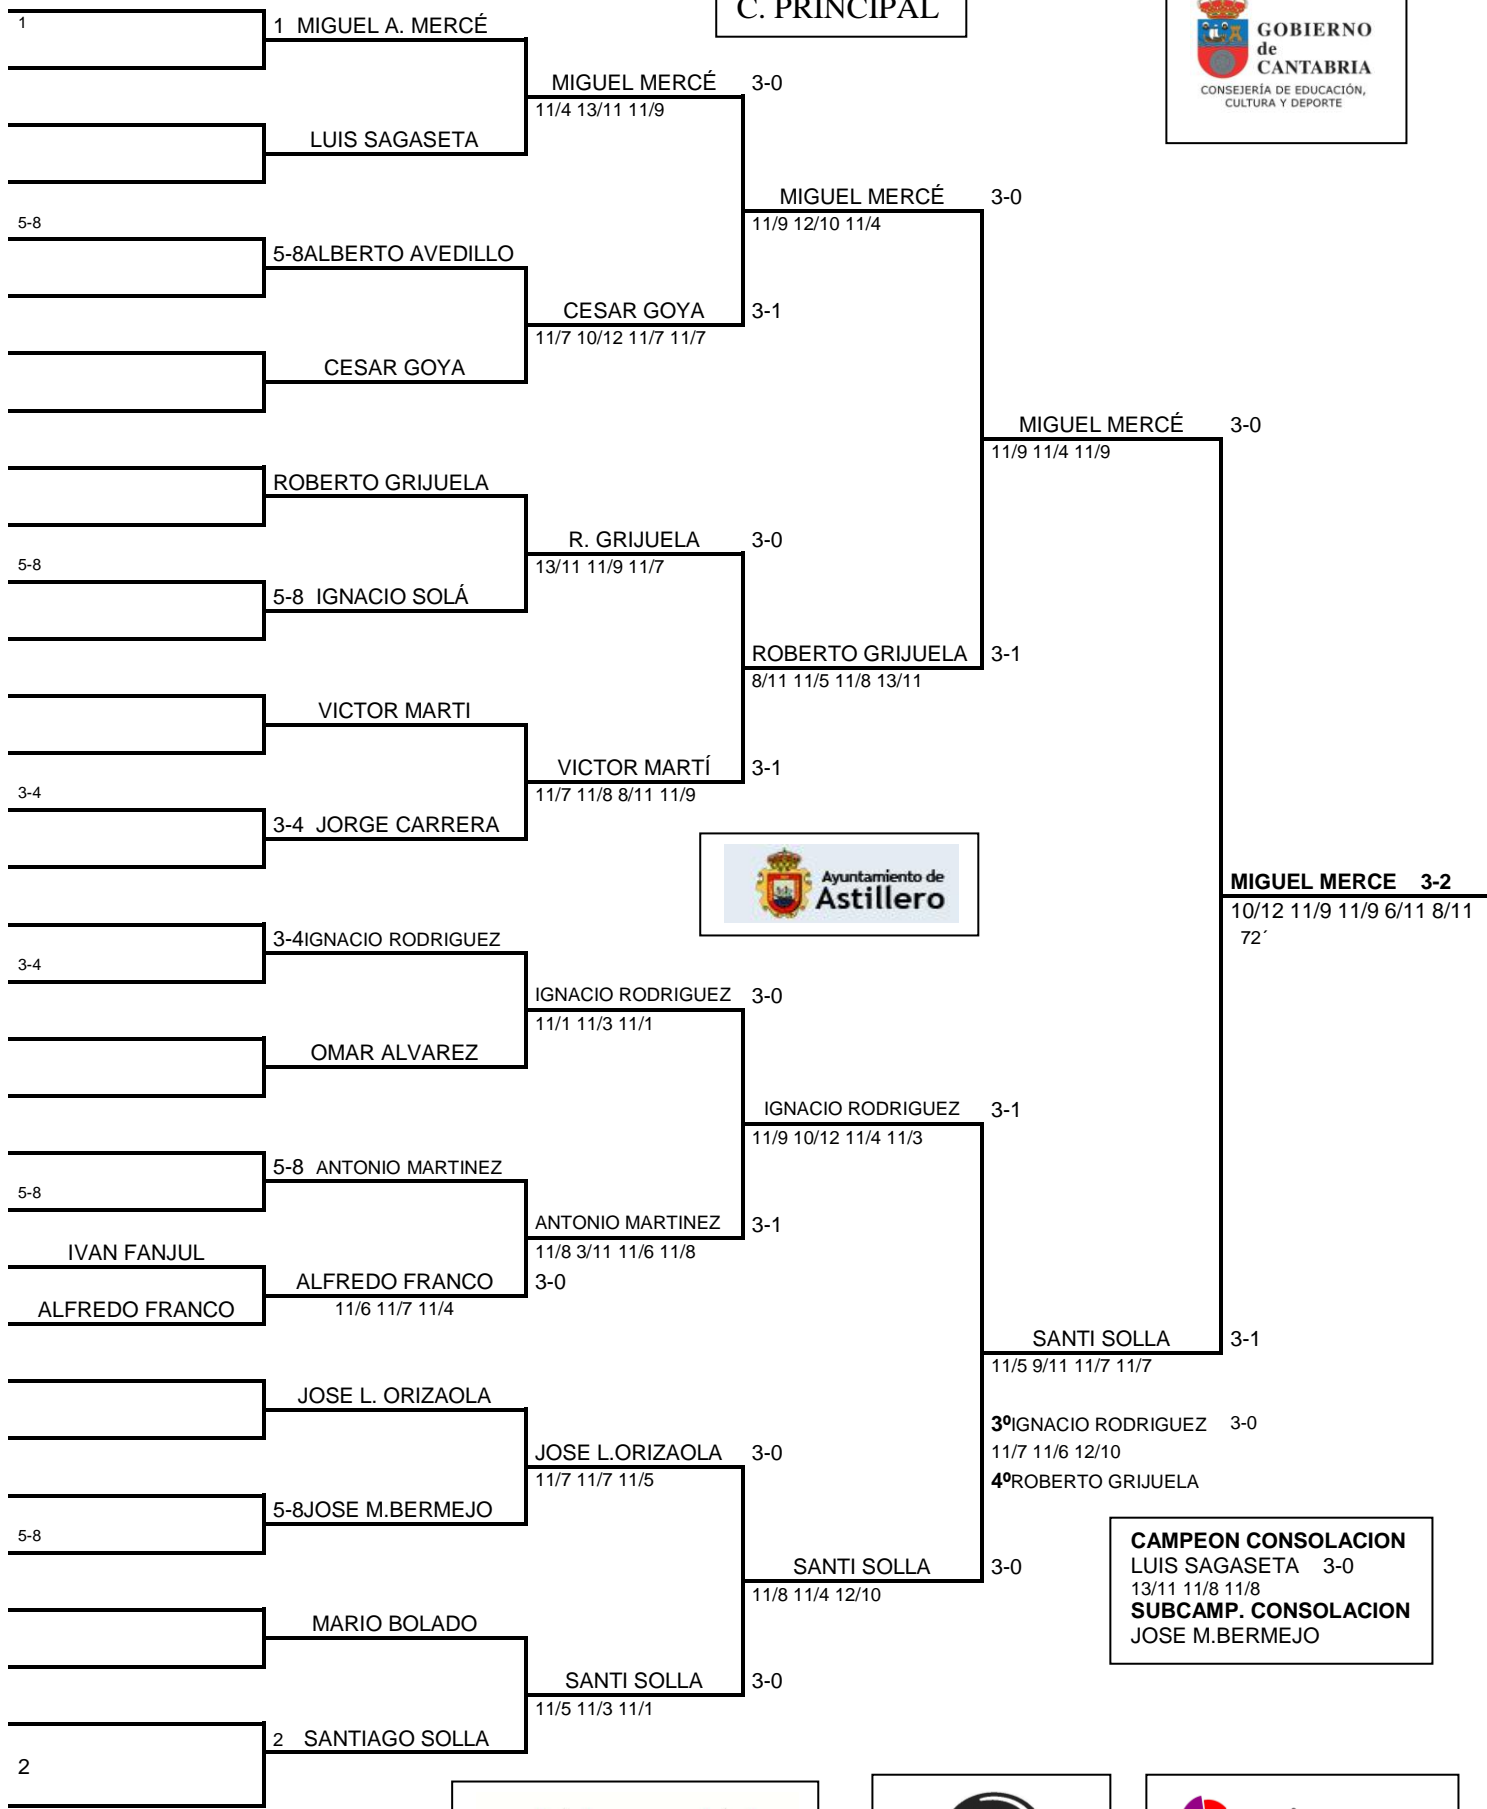 C. PRINCIPAL
GOBIERNO
de
CANTABRIA
CONSEJERÍA DE EDUCACIÓN,
CULTURA Y DEPORTE
1
1 MIGUEL A. MERCÉ
MIGUEL MERCÉ 3-0
11/4 13/11 11/9
LUIS SAGASETA
MIGUEL MERCÉ 3-0
11/9 12/10 11/4
5-8
5-8ALBERTO AVEDILLO
CESAR GOYA 3-1
11/7 10/12 11/7 11/7
CESAR GOYA
MIGUEL MERCÉ 3-0
11/9 11/4 11/9
ROBERTO GRIJUELA
R. GRIJUELA 3-0
13/11 11/9 11/7
5-8
5-8 IGNACIO SOLÁ
ROBERTO GRIJUELA 3-1
8/11 11/5 11/8 13/11
VICTOR MARTI
VICTOR MARTÍ 3-1
11/7 11/8 8/11 11/9
3-4
3-4 JORGE CARRERA
Ayuntamiento de
Astillero
MIGUEL MERCE 3-2
10/12 11/9 11/9 6/11 8/11
72´
3-4IGNACIO RODRIGUEZ
3-4
IGNACIO RODRIGUEZ 3-0
11/1 11/3 11/1
OMAR ALVAREZ
IGNACIO RODRIGUEZ 3-1
11/9 10/12 11/4 11/3
5-8 ANTONIO MARTINEZ
5-8
ANTONIO MARTINEZ 3-1
11/8 3/11 11/6 11/8
IVAN FANJUL
ALFREDO FRANCO 3-0
11/6 11/7 11/4
ALFREDO FRANCO
SANTI SOLLA 3-1
11/5 9/11 11/7 11/7
JOSE L. ORIZAOLA
3ºIGNACIO RODRIGUEZ 3-0
11/7 11/6 12/10
4ºROBERTO GRIJUELA
JOSE L.ORIZAOLA 3-0
11/7 11/7 11/5
5-8JOSE M.BERMEJO
5-8
SANTI SOLLA 3-0
11/8 11/4 12/10
CAMPEON CONSOLACION
LUIS SAGASETA 3-0
13/11 11/8 11/8
SUBCAMP. CONSOLACION
JOSE M.BERMEJO
MARIO BOLADO
SANTI SOLLA 3-0
11/5 11/3 11/1
2 SANTIAGO SOLLA
2